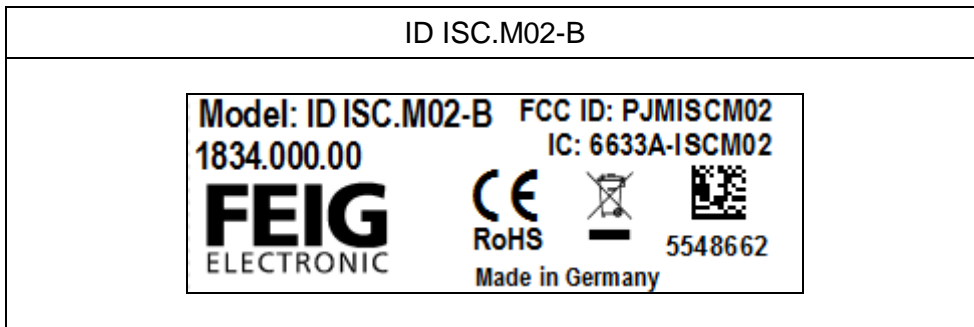 ID ISC.M02-B
Model: ID ISC.M02-B FCC ID: PJMISCM02
1834.000.00 IC: 6633A-ISCM02
FEIG
ELECTRONIC
CE
RoHS
5548662
Made in Germany